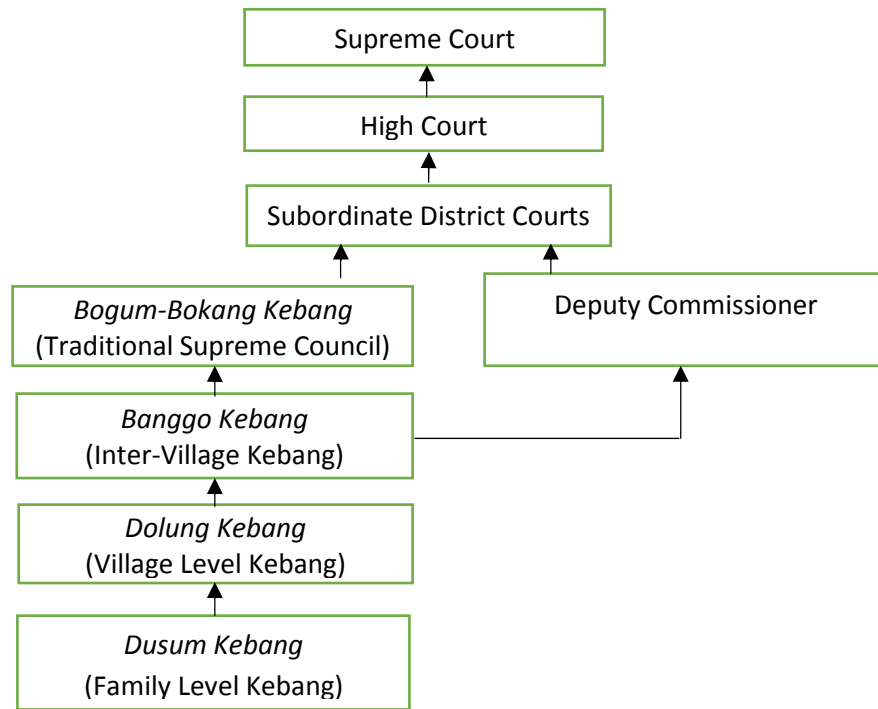 Supreme Court
High Court
Subordinate District Courts
Bogum-Bokang Kebang
(Traditional Supreme Council)
Deputy Commissioner
Banggo Kebang
(Inter-Village Kebang)
Dolung Kebang
(Village Level Kebang)
Dusum Kebang
(Family Level Kebang)